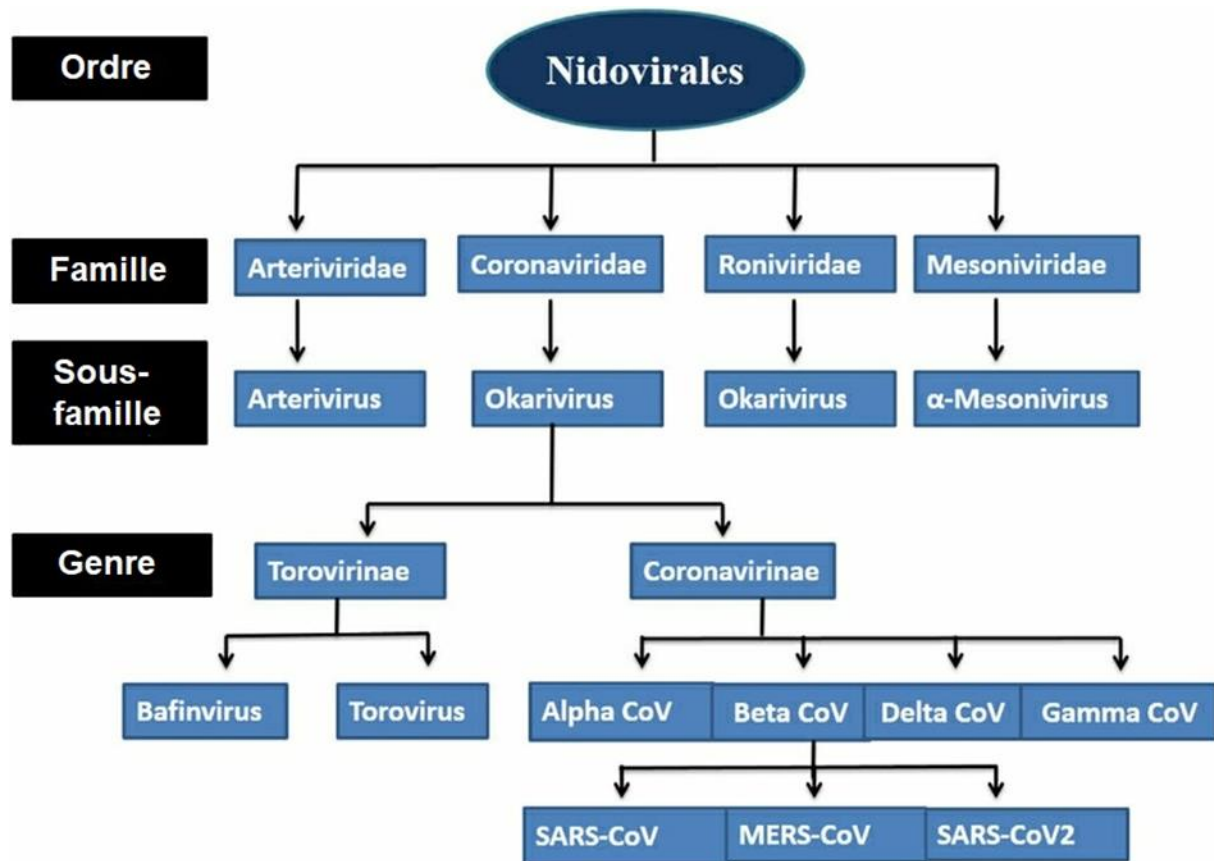 Ordre
Nidovirales
Famille
Arteriviridae
Coronaviridae
Roniviridae
Mesoniviridae
Sous-
famille
Arterivirus
Okarivirus
Okarivirus
α-Mesonivirus
Genre
Torovirinae
Coronavirinae
Bafinvirus
Torovirus
Alpha CoV
Beta CoV
Delta CoV
Gamma CoV
SARS-CoV
MERS-CoV
SARS-CoV2